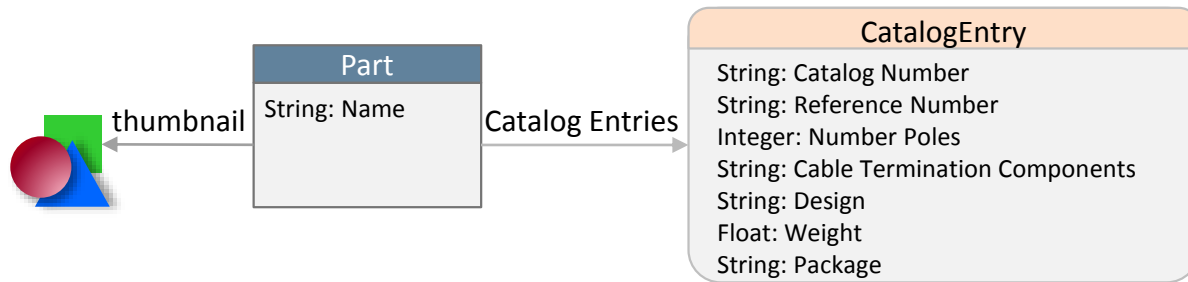 thumbnail
Part
String: Name
Catalog Entries
CatalogEntry
String: Catalog Number
String: Reference Number
Integer: Number Poles
String: Cable Termination Components
String: Design
Float: Weight
String: Package